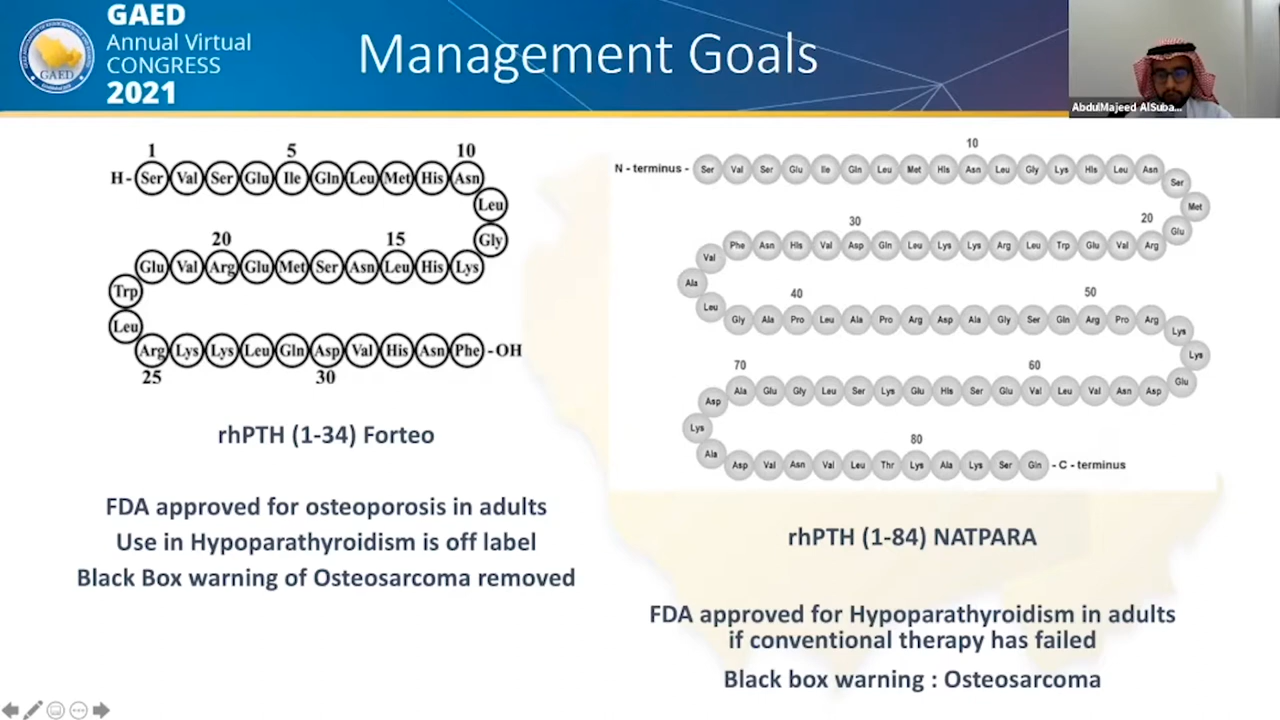 GAED
Annual Virtual
CONGRESS
2021
GAED
Management Goals
AbdulMajeed AlSuba...
1 5 10
H - Ser Val Ser Glu Ile Gln Leu Met His Asn
Leu
Gly
20 15
Glu Val Arg Glu Met Ser Asn Leu His Lys
Trp
Leu
Arg Lys Lys Leu Gln Asp Val His Asn Phe - OH
25 30
rhPTH (1-34) Forteo
FDA approved for osteoporosis in adults
Use in Hypoparathyroidism is off label
Black Box warning of Osteosarcoma removed
10
N - terminus - Ser Val Ser Glu Ile Gln Leu Met His Asn Leu Gly Lys His Leu Asn
Ser
Met
Glu
30 20
Phe Asn His Val Asp Gln Leu Lys Lys Arg Leu Trp Glu Val Arg
Val
Ala
Leu
40 50
Gly Ala Pro Leu Ala Pro Arg Asp Ala Gly Ser Gln Arg Pro Arg
Lys
Lys
Glu
70 60
Ala Glu Gly Leu Ser Lys Glu His Ser Glu Val Leu Val Asn Asp
Asp
Lys
Ala
80
Asp Val Asn Val Leu Thr Lys Ala Lys Ser Gln - C - terminus
rhPTH (1-84) NATPARA
FDA approved for Hypoparathyroidism in adults
if conventional therapy has failed
Black box warning : Osteosarcoma